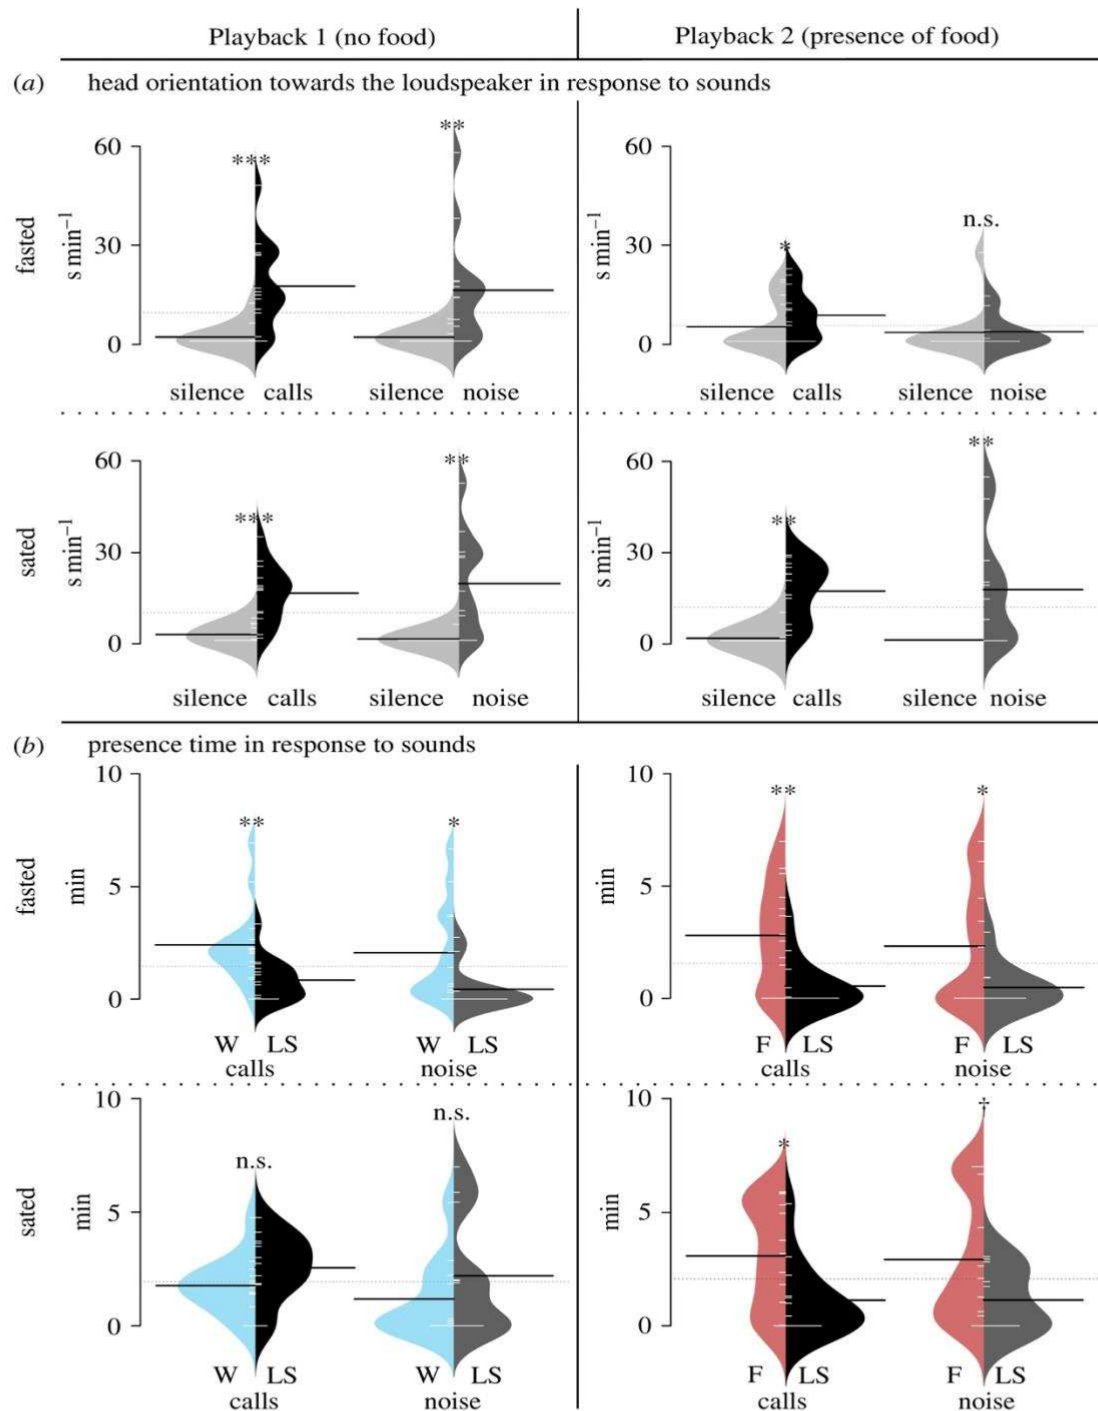 Playback 1 (no food) Playback 2 (presence of food)
(a) head orientation towards the loudspeaker in response to sounds
fasted
s min⁻¹
60
30
0
***
**
silence calls silence noise
s min⁻¹
60
30
0
*
n.s.
silence calls silence noise
sated
s min⁻¹
60
30
0
***
**
silence calls silence noise
s min⁻¹
60
30
0
**
**
silence calls silence noise
(b) presence time in response to sounds
fasted
min
10
5
0
**
*
W LS W LS
calls noise
min
10
5
0
**
*
F LS F LS
calls noise
sated
min
10
5
0
n.s.
n.s.
W LS W LS
calls noise
min
10
5
0
*
†
F LS F LS
calls noise